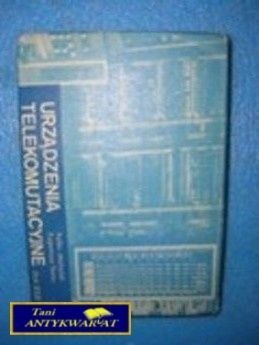 URZĄDZENIA
TELEKOMUTACYJNE
Tani
ANTYKWARIAT